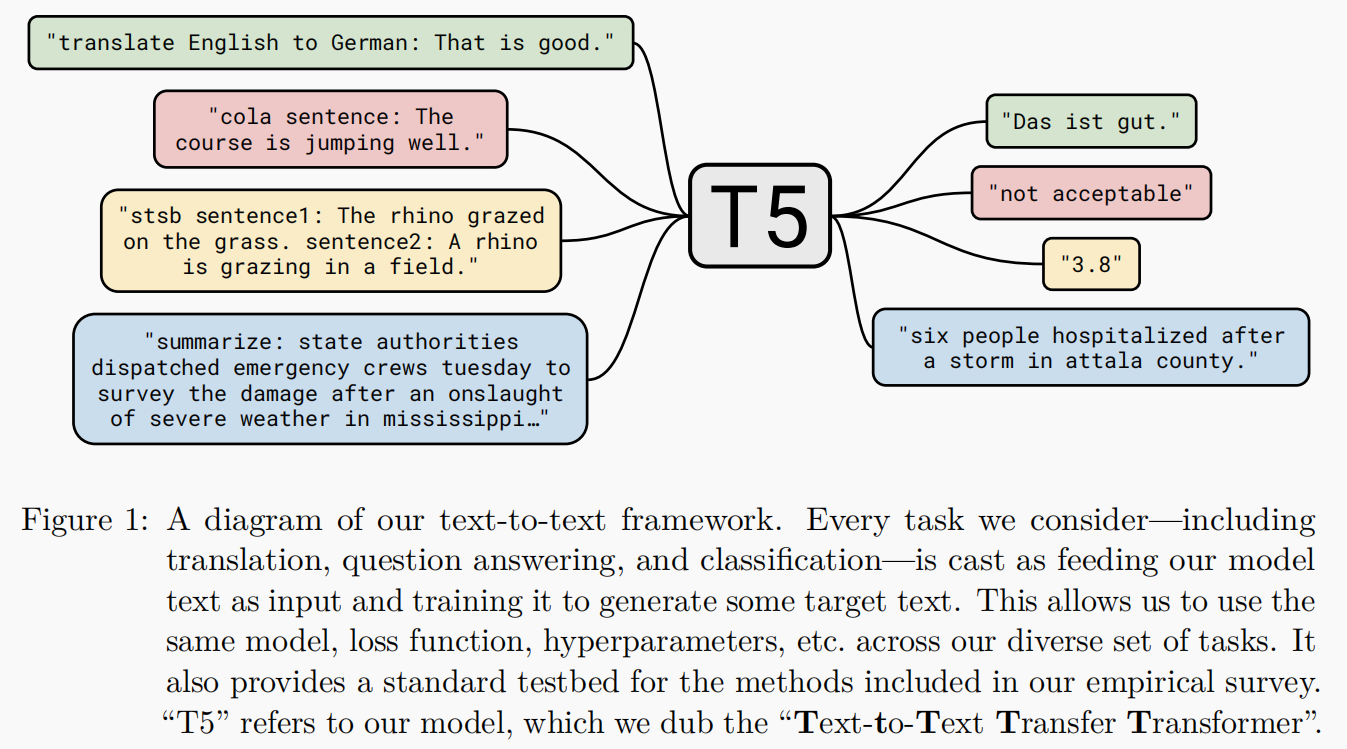 "translate English to German: That is good."
"cola sentence: The
course is jumping well."
"stsb sentence1: The rhino grazed
on the grass. sentence2: A rhino
is grazing in a field."
"summarize: state authorities
dispatched emergency crews tuesday to
survey the damage after an onslaught
of severe weather in mississippi…"
T5
"Das ist gut."
"not acceptable"
"3.8"
"six people hospitalized after
a storm in attala county."
Figure 1: A diagram of our text-to-text framework. Every task we consider—including
translation, question answering, and classification—is cast as feeding our model
text as input and training it to generate some target text. This allows us to use the
same model, loss function, hyperparameters, etc. across our diverse set of tasks. It
also provides a standard testbed for the methods included in our empirical survey.
“T5” refers to our model, which we dub the “Text-to-Text Transfer Transformer”.